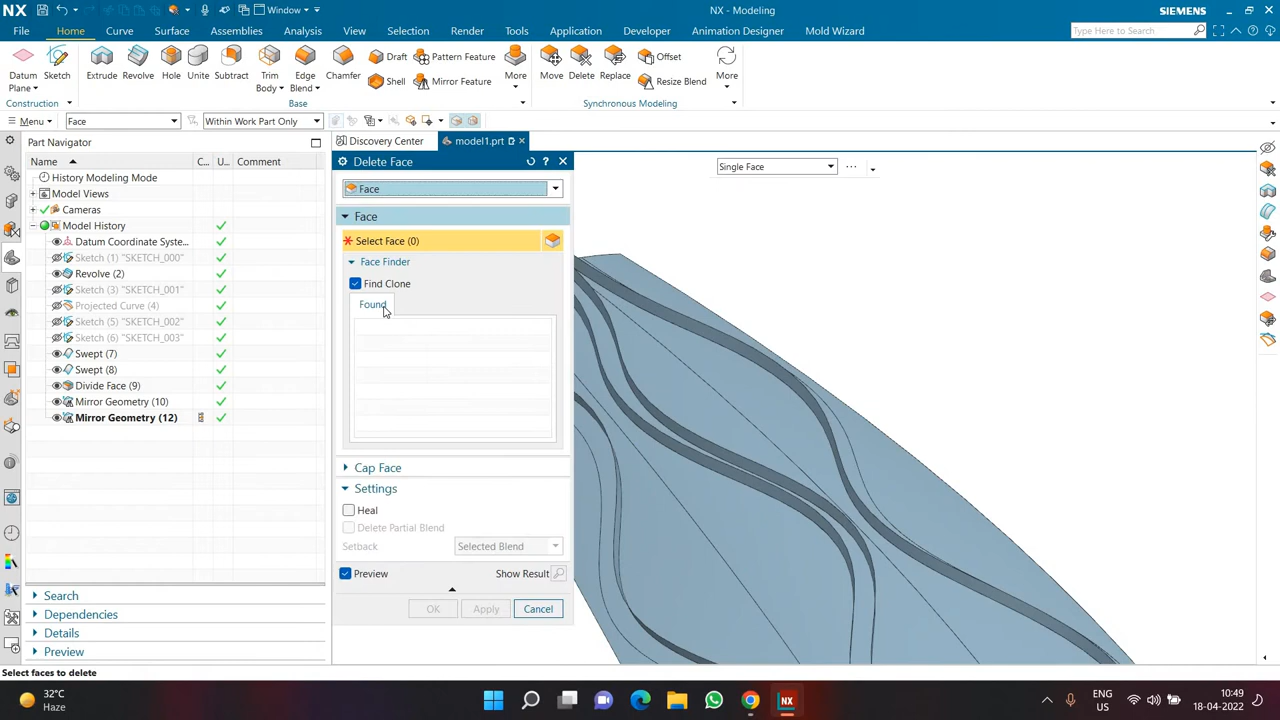 NX Window NX - Modeling SIEMENS
File Home Curve Surface Assemblies Analysis View Selection Render Tools Application Developer Animation Designer Mold Wizard Type Here to Search
Datum Plane Sketch Extrude Revolve Hole Unite Subtract Trim Body Edge Blend Chamfer Draft Shell Pattern Feature Mirror Feature More Move Delete Replace Offset Resize Blend More
Construction Base Synchronous Modeling
Menu Face Within Work Part Only
Part Navigator Discovery Center model1.prt
Name C... U... Comment Delete Face Single Face
History Modeling Mode
Model Views Face
Cameras
Model History Face
Datum Coordinate Syste... Select Face (0)
Sketch (1) "SKETCH_000" Face Finder
Revolve (2)
Sketch (3) "SKETCH_001" Find Clone
Projected Curve (4) Found
Sketch (5) "SKETCH_002"
Sketch (6) "SKETCH_003"
Swept (7)
Swept (8)
Divide Face (9)
Mirror Geometry (10)
Mirror Geometry (12)
Cap Face
Settings
Heal
Delete Partial Blend
Setback Selected Blend
Preview Show Result
Search
OK Apply Cancel
Dependencies
Details
Preview
Select faces to delete
32°C
Haze
NX
ENG
US
10:49
18-04-2022